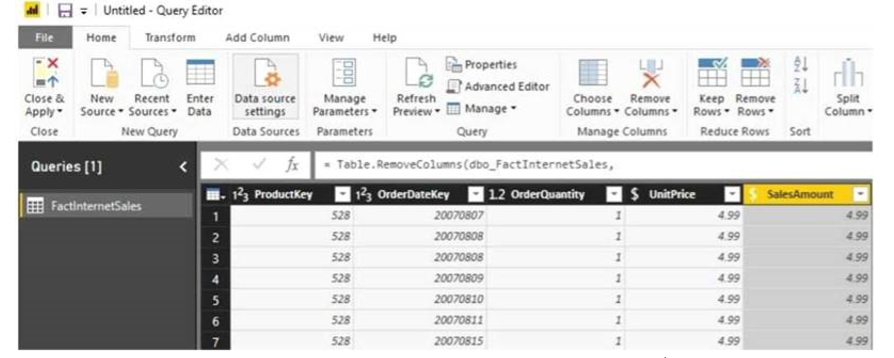 Untitled - Query Editor
File Home Transform Add Column View Help
Close & Apply New Source Recent Sources Enter Data Data source settings Manage Parameters Refresh Preview Properties Advanced Editor Manage Choose Columns Remove Columns Keep Rows Remove Rows Split Column
Close New Query Data Sources Parameters Query Manage Columns Reduce Rows Sort
Queries [1] < fx = Table.RemoveColumns(dbo_FactInternetSales,
FactInternetSales
1²3 ProductKey 1²3 OrderDateKey 1.2 OrderQuantity $ UnitPrice $ SalesAmount
1 528 20070807 1 4.99 4.99
2 528 20070808 1 4.99 4.99
3 528 20070808 1 4.99 4.99
4 528 20070809 1 4.99 4.99
5 528 20070810 1 4.99 4.99
6 528 20070811 1 4.99 4.99
7 528 20070815 1 4.99 4.99